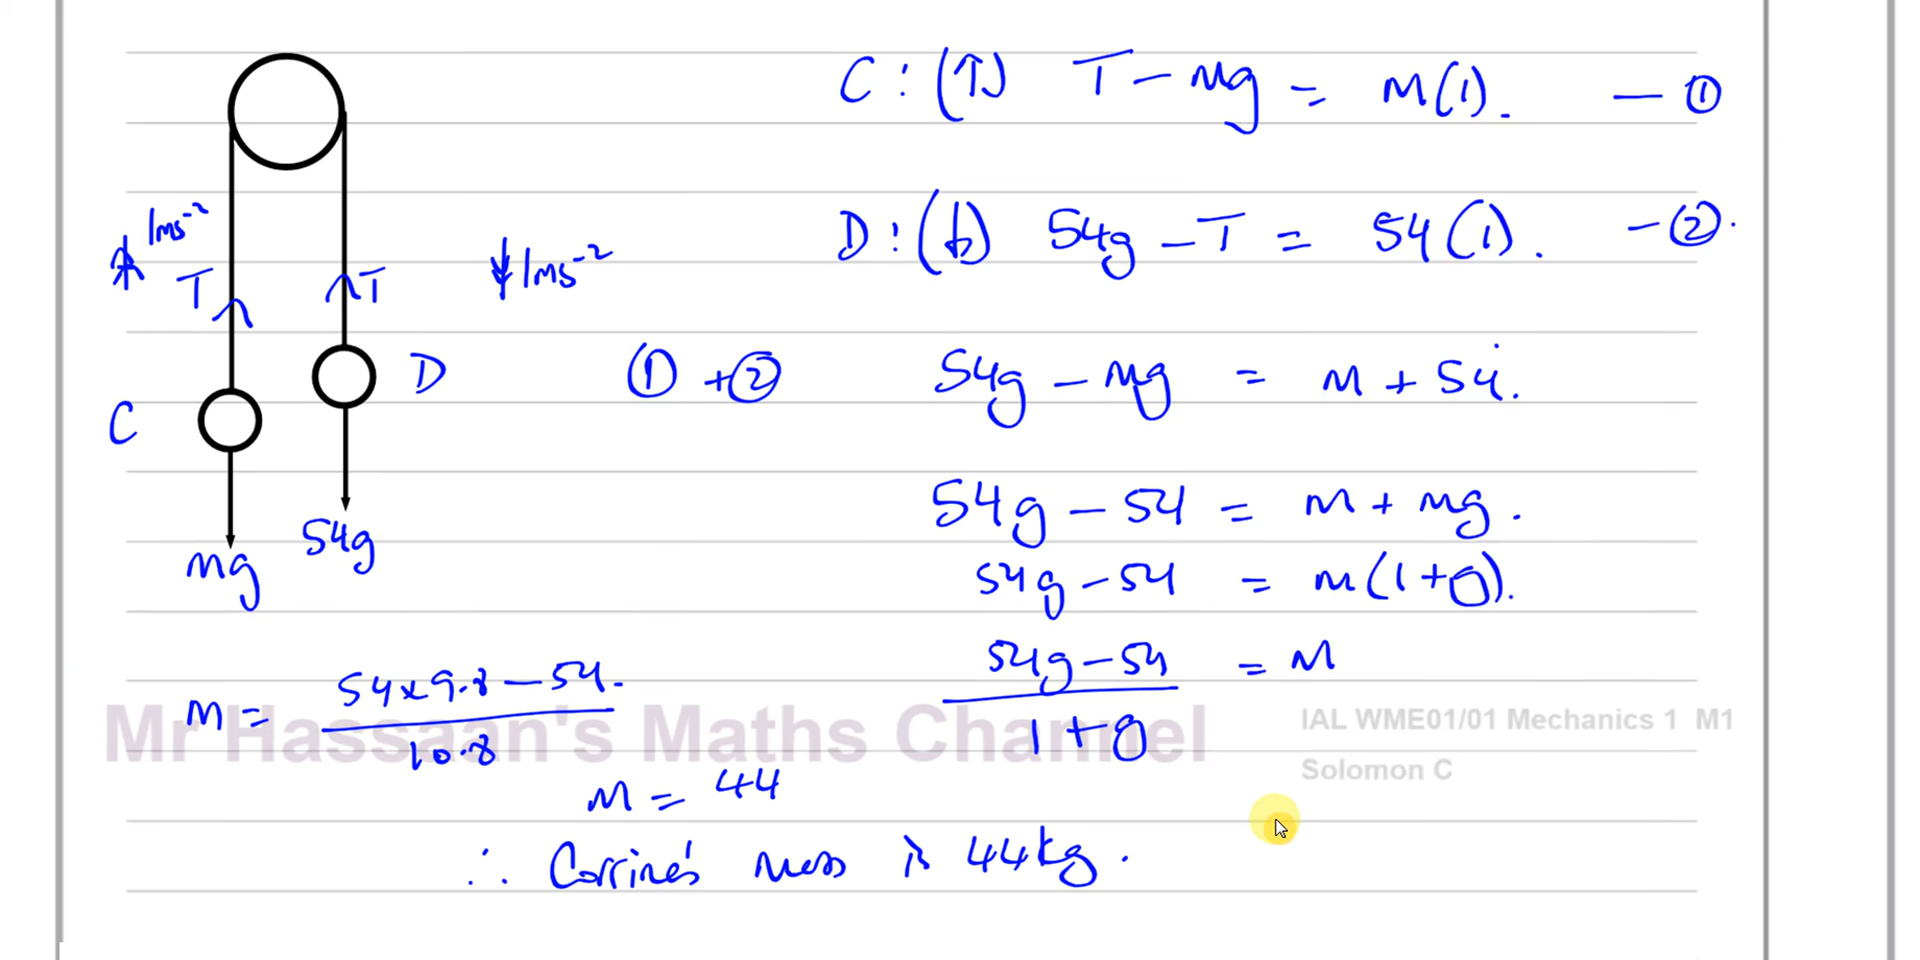 C : (↑) T - mg = m(1). - ①
D : (↓) 54g - T = 54(1). - ②.
1ms⁻²
T
T
↓ 1ms⁻²
① + ② 54g - mg = m + 54.
D
C
54g - 54 = m + mg.
54g
mg
54g - 54 = m(1+g).
54g - 54 / 1+g = m
m = 54×9.8 - 54. / 10.8
Mr Hassaan's Maths Channel
IAL WME01/01 Mechanics 1 M1
Solomon C
m = 44
∴ Corrine's mass is 44kg.